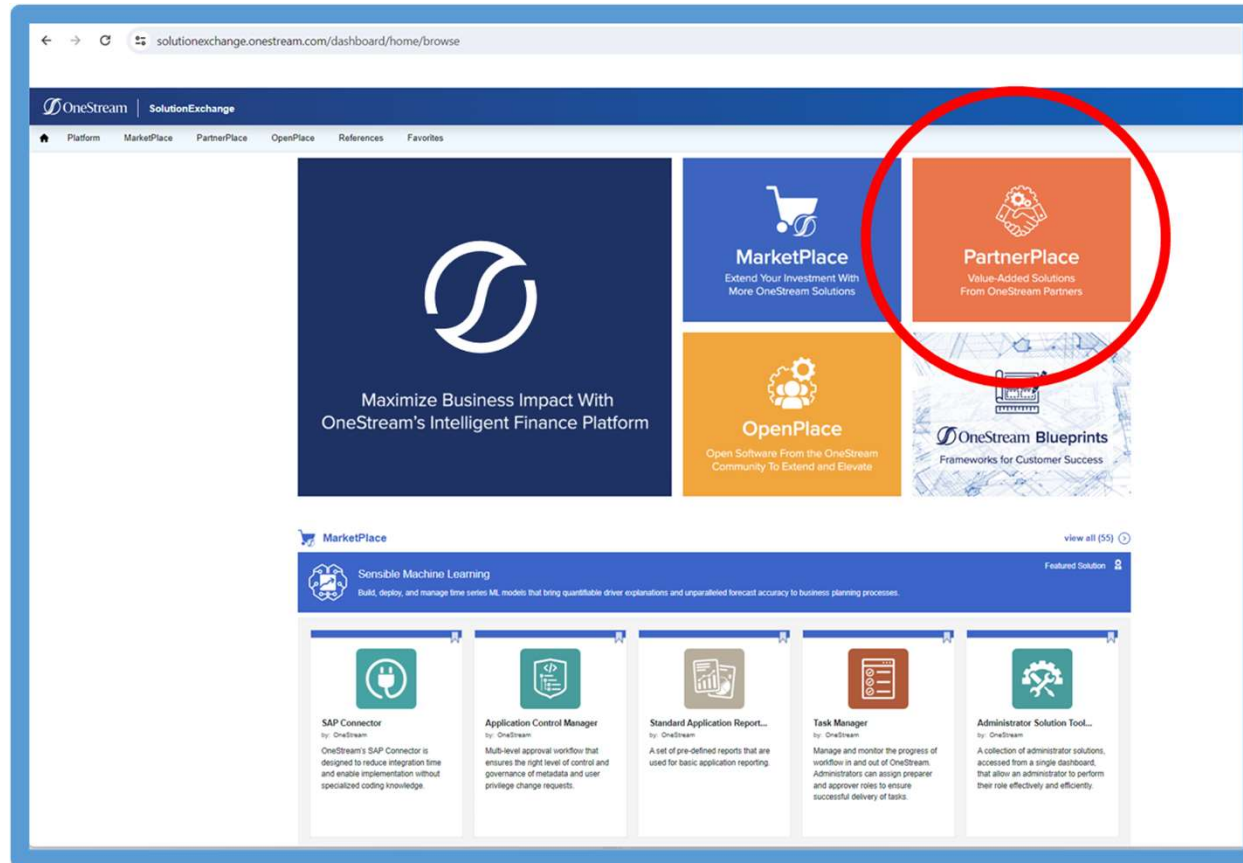 solutionexchange.onestream.com/dashboard/home/browse
OneStream | SolutionExchange
Platform MarketPlace PartnerPlace OpenPlace References Favorites
Maximize Business Impact With
OneStream's Intelligent Finance Platform
MarketPlace
Extend Your Investment With
More OneStream Solutions
PartnerPlace
Value-Added Solutions
From OneStream Partners
OpenPlace
Open Software From the OneStream
Community To Extend and Elevate
OneStream Blueprints
Frameworks for Customer Success
MarketPlace view all (55)
Sensible Machine Learning Featured Solution
Build, deploy, and manage time series ML models that bring quantifiable driver explanations and unparalleled forecast accuracy to business planning processes.
SAP Connector
by: OneStream
OneStream's SAP Connector is
designed to reduce integration time
and enable implementation without
specialized coding knowledge.
Application Control Manager
by: OneStream
Multi-level approval workflow that
ensures the right level of control and
governance of metadata and user
privilege change requests.
Standard Application Report...
by: OneStream
A set of pre-defined reports that are
used for basic application reporting.
Task Manager
by: OneStream
Manage and monitor the progress of
workflow in and out of OneStream.
Administrators can assign preparer
and approver roles to ensure
successful delivery of tasks.
Administrator Solution Tool...
by: OneStream
A collection of administrator solutions,
accessed from a single dashboard,
that allow an administrator to perform
their role effectively and efficiently.